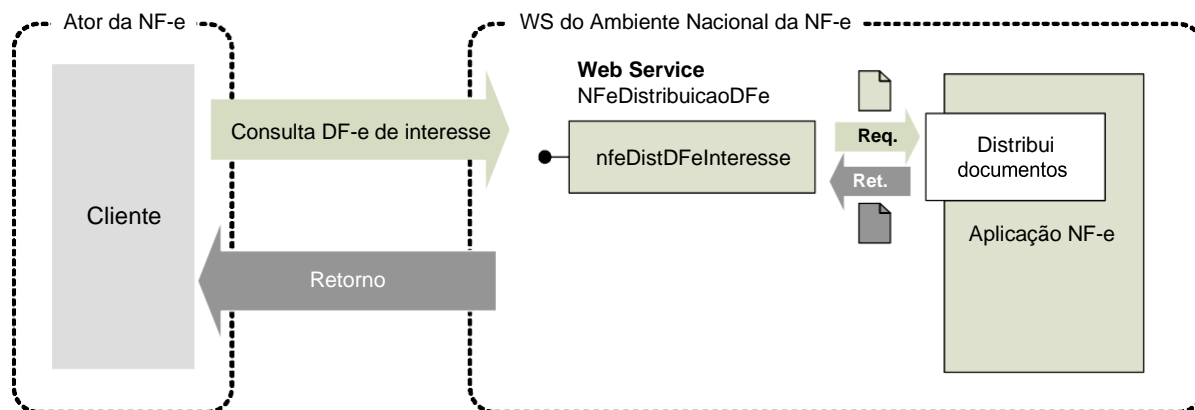 Ator da NF-e
WS do Ambiente Nacional da NF-e
Cliente
Consulta DF-e de interesse
Retorno
Web Service
NFeDistribuicaoDFe
nfeDistDFeInteresse
Req.
Ret.
Distribui
documentos
Aplicação NF-e